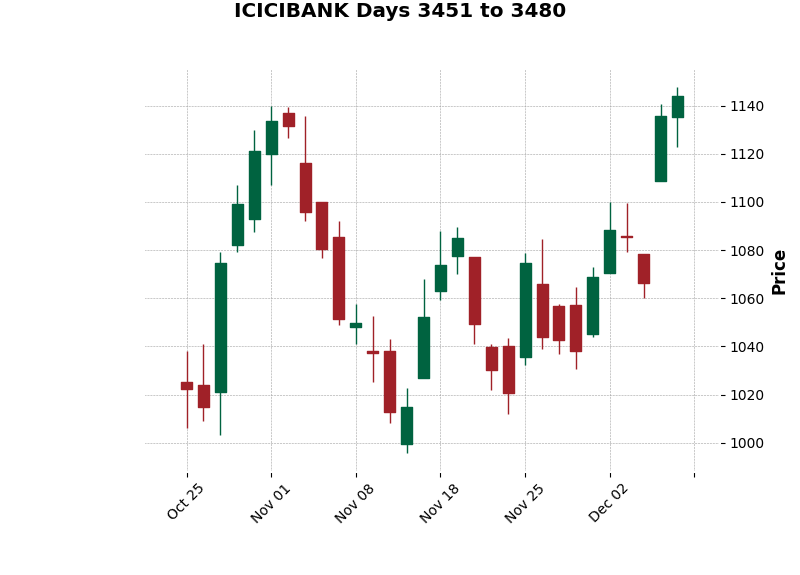 ICICIBANK Days 3451 to 3480
1140
1120
1100
1080
1060
1040
1020
1000
Price
Oct 25
Nov 01
Nov 08
Nov 18
Nov 25
Dec 02